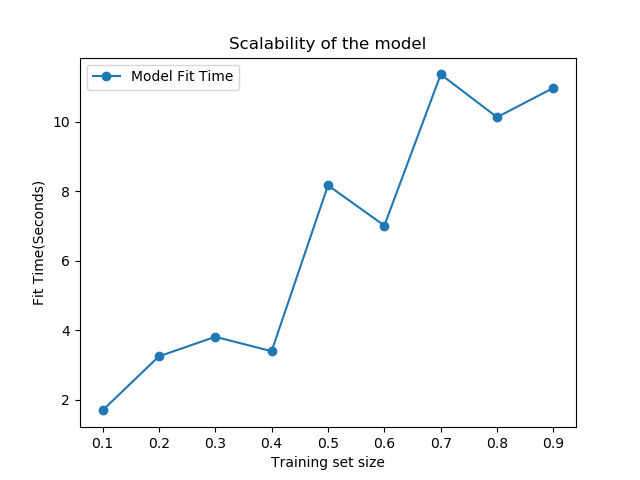 Scalability of the model
Model Fit Time
Fit Time(Seconds)
10
8
6
4
2
0.1 0.2 0.3 0.4 0.5 0.6 0.7 0.8 0.9
Training set size